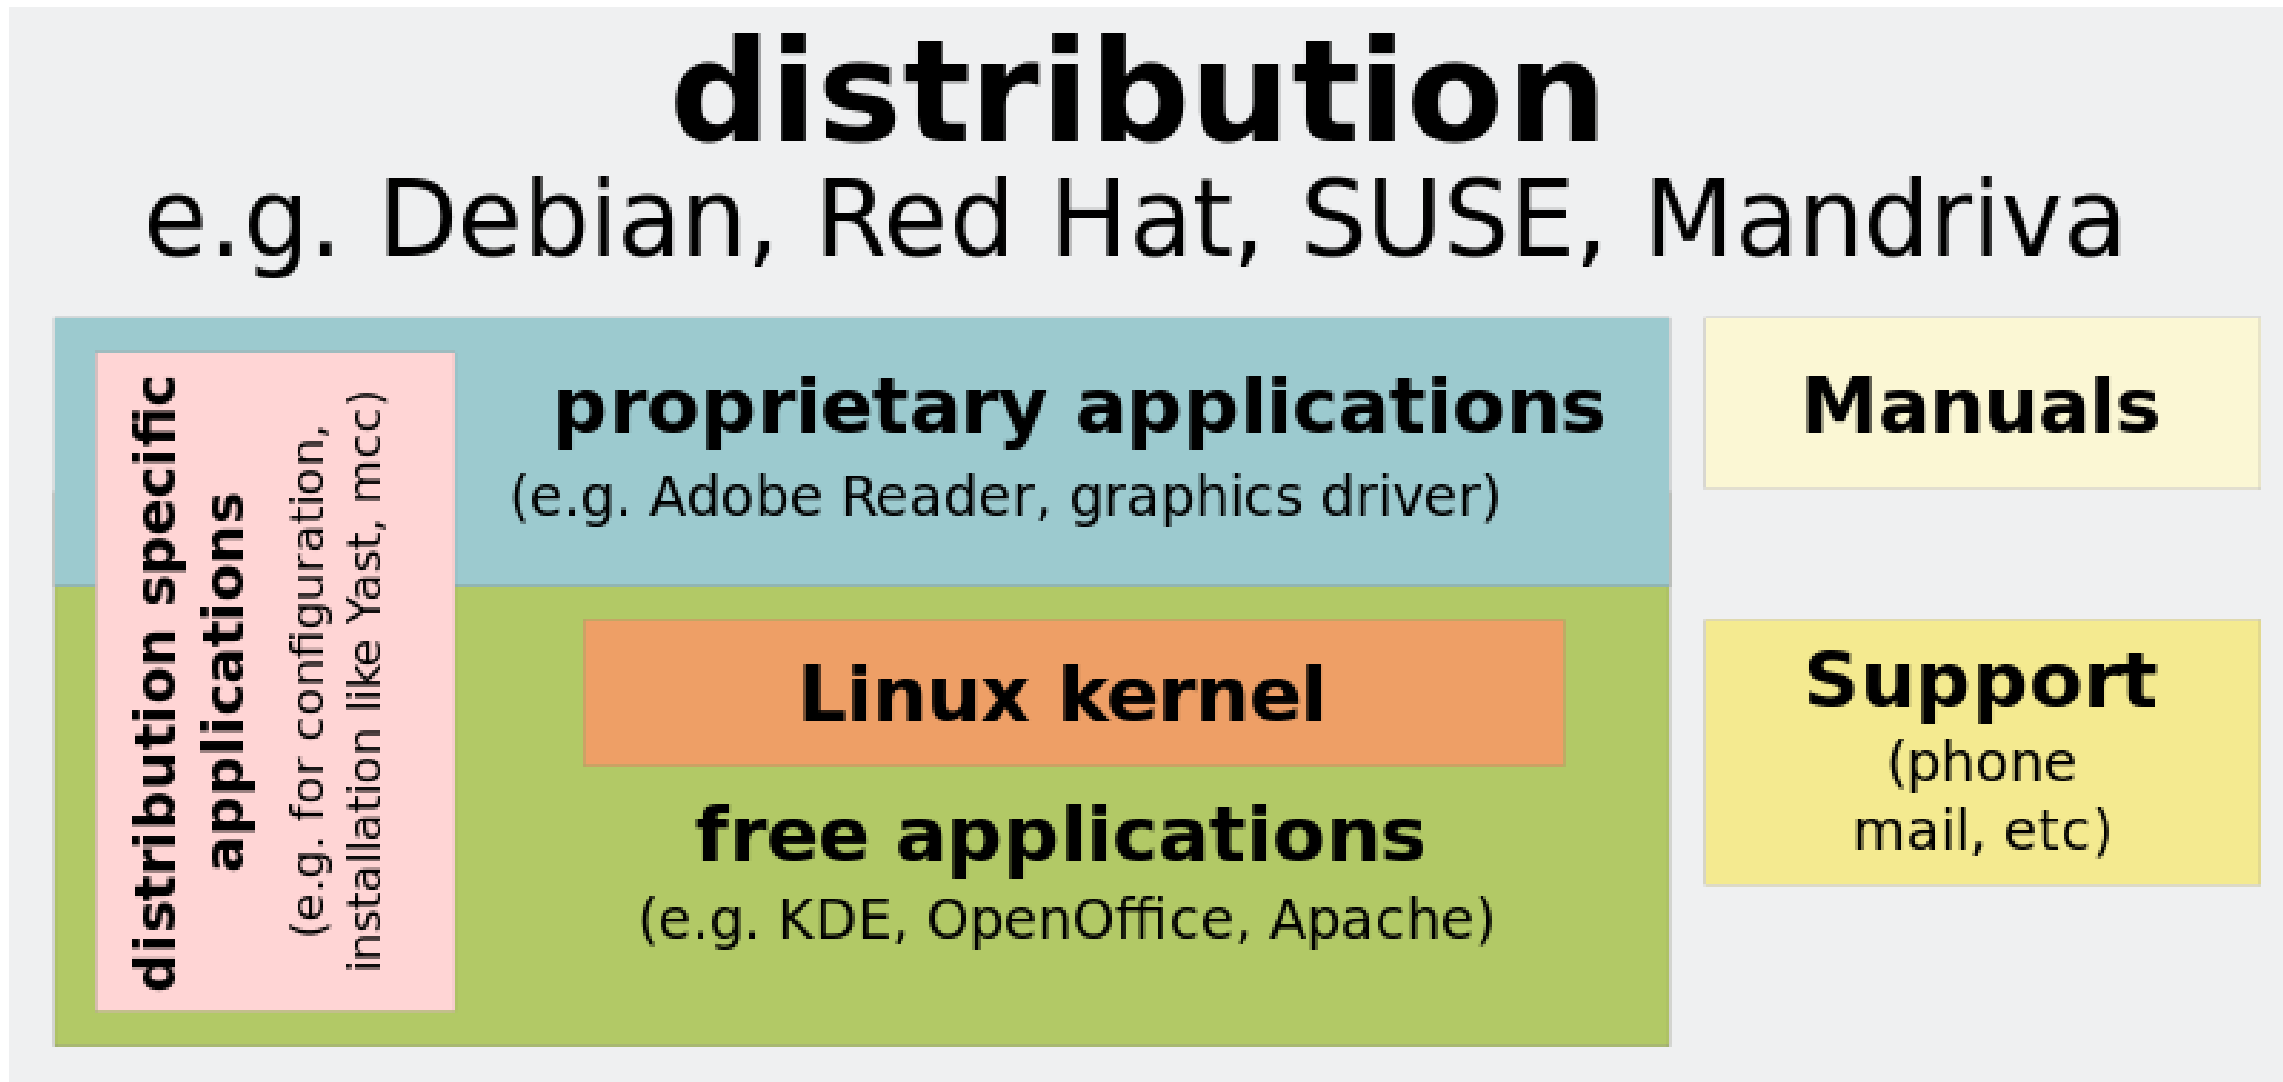 distribution
e.g. Debian, Red Hat, SUSE, Mandriva
distribution specific
applications
(e.g. for configuration,
installation like Yast, mcc)
proprietary applications
(e.g. Adobe Reader, graphics driver)
Linux kernel
free applications
(e.g. KDE, OpenOffice, Apache)
Manuals
Support
(phone
mail, etc)